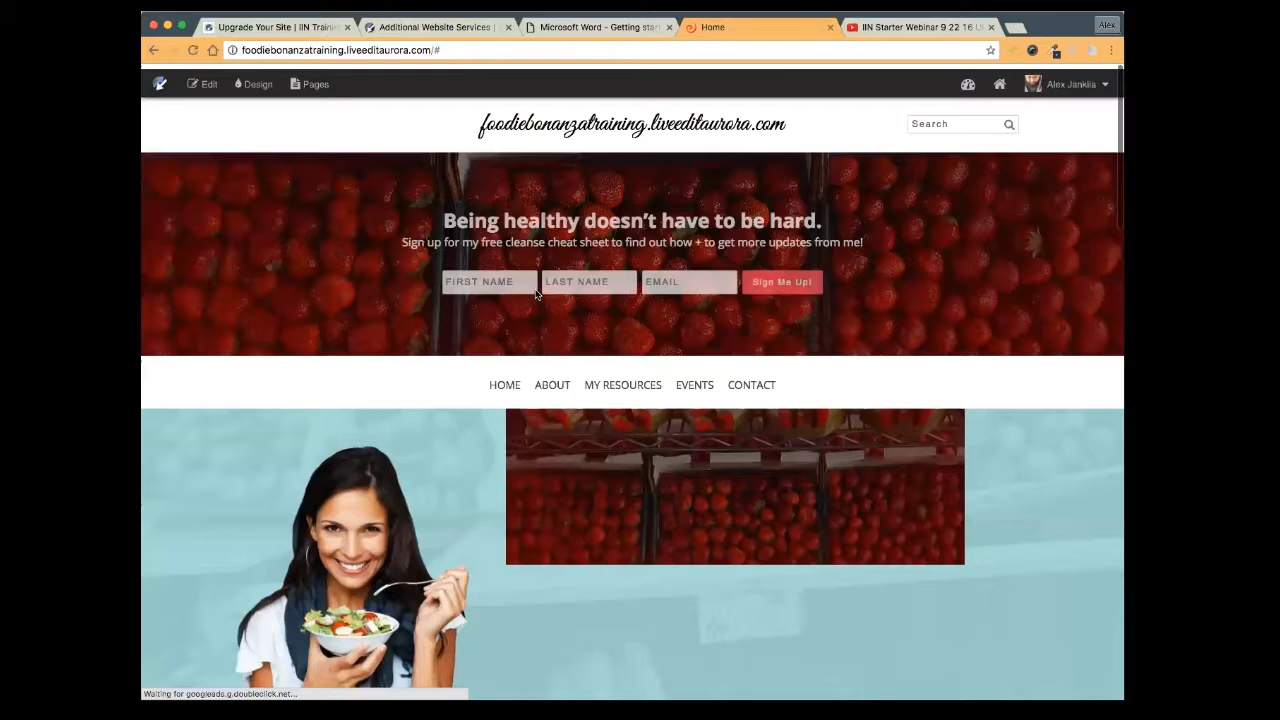 Upgrade Your Site | IIN Traini
Additional Website Services |
Microsoft Word - Getting star
Home
IIN Starter Webinar 9 22 16 U
Alex
foodiebonanzatraining.liveeditaurora.com/#
Edit
Design
Pages
Alex Jankila
foodiebonanzatraining.liveeditaurora.com
Search
Being healthy doesn't have to be hard.
Sign up for my free cleanse cheat sheet to find out how + to get more updates from me!
FIRST NAME
LAST NAME
EMAIL
Sign Me Up!
HOME
ABOUT
MY RESOURCES
EVENTS
CONTACT
Waiting for googleads.g.doubleclick.net...